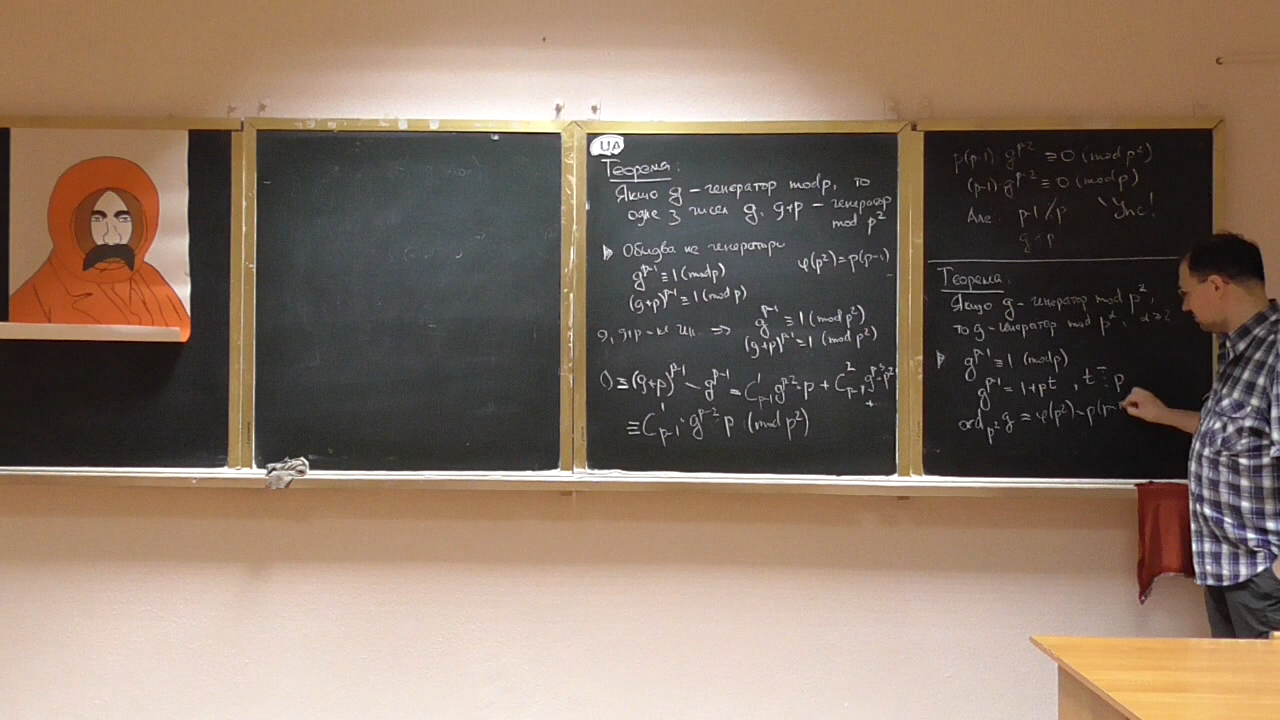 UA
Теорема:
Якщо g – генератор mod p, то
одне з чисел g, g+p – генератор
mod p²
Обидва не генератори
φ(p²)=p(p-1)
g^{p-1} ≡ 1 (mod p)
(g+p)^{p-1} ≡ 1 (mod p)
g, g+p – не ген. ⇒ g^{p-1} ≡ 1 (mod p²)
(g+p)^{p-1} ≡ 1 (mod p²)
0 ≡ (g+p)^{p-1} – g^{p-1} = C^1_{p-1} g^{p-2} · p + C^2_{p-1} g^{p-3} · p²
+
≡ C^1_{p-1} · g^{p-2} · p (mod p²)
p(p-1) · g^{p-2} ≡ 0 (mod p²)
(p-1) · g^{p-2} ≡ 0 (mod p)
Але p-1 ⋮̸ p Упс!
Теорема:
Якщо g – генератор mod p²,
то g – генератор mod p^α, α≥2
g^{p-1} ≡ 1 (mod p)
g^{p-1} = 1+pt, t ⋮̸ p
ord_{p²} g = φ(p²) = p(p-1